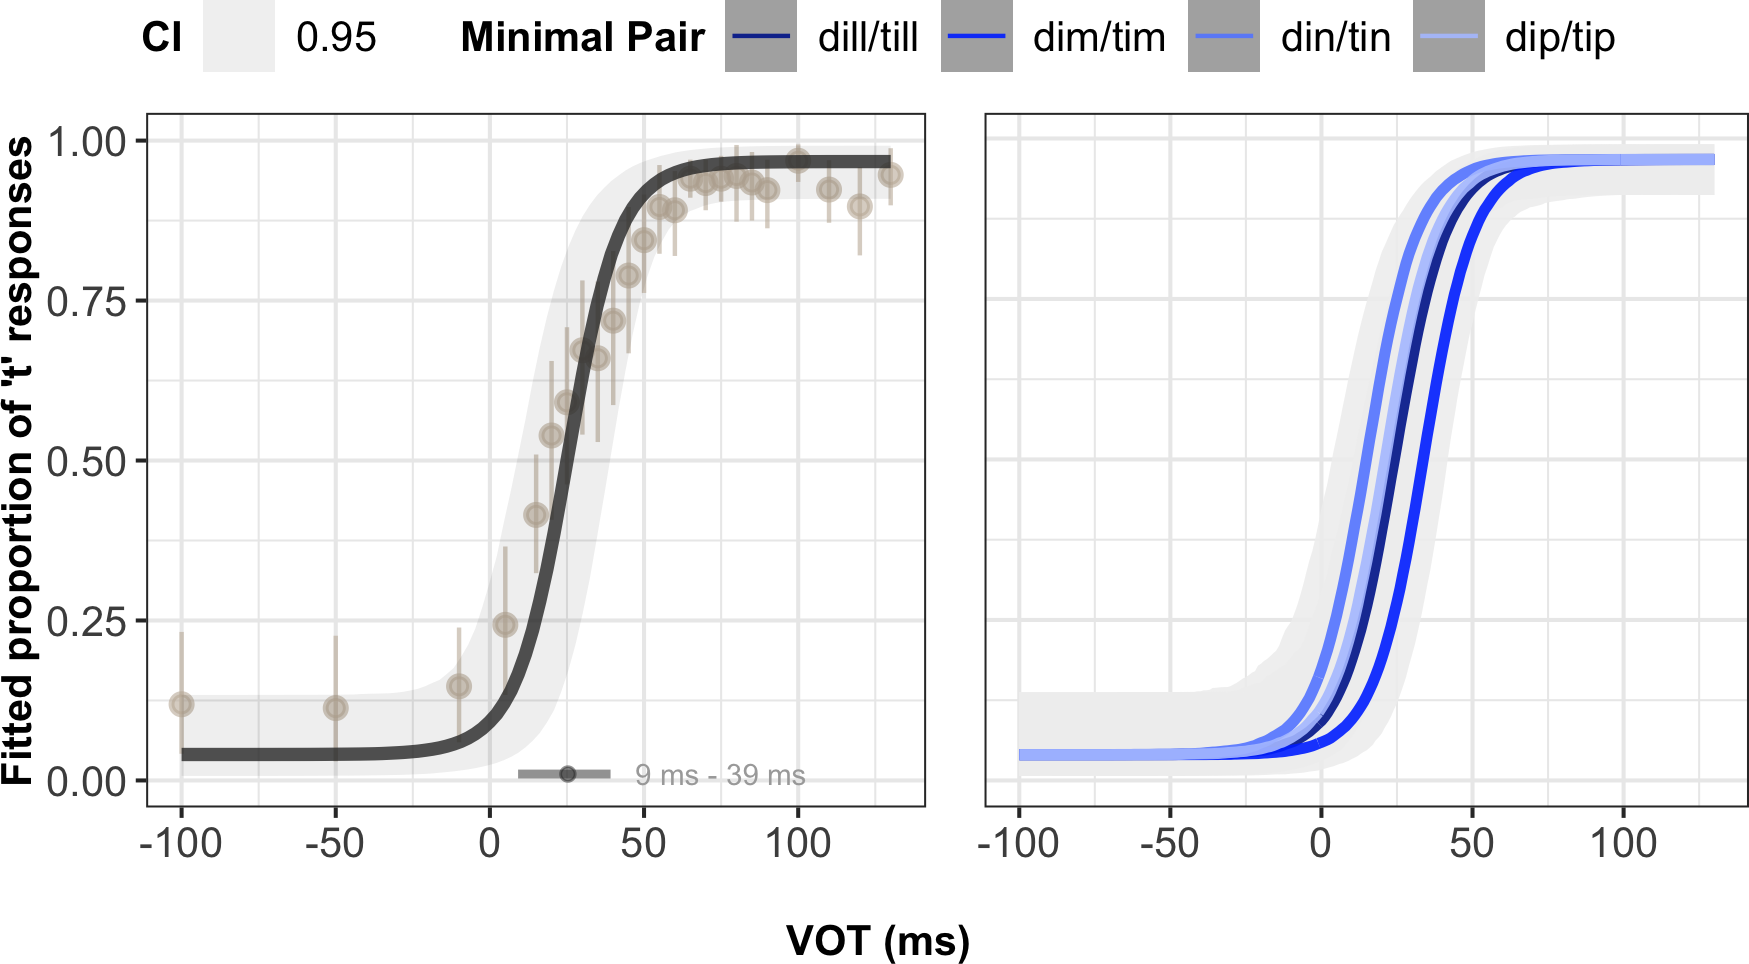 CI 0.95 Minimal Pair dill/till dim/tim din/tin dip/tip
Fitted proportion of 't' responses
1.00
0.75
0.50
0.25
0.00
9 ms - 39 ms
-100 -50 0 50 100
-100 -50 0 50 100
VOT (ms)